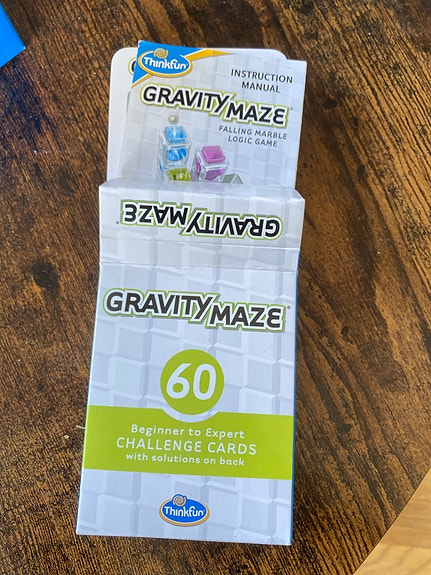 Thinkfun
INSTRUCTION
MANUAL
GRAVITY MAZE
FALLING MARBLE
LOGIC GAME
GRAVITY MAZE
GRAVITY MAZE
60
Beginner to Expert
CHALLENGE CARDS
with solutions on back
Thinkfun